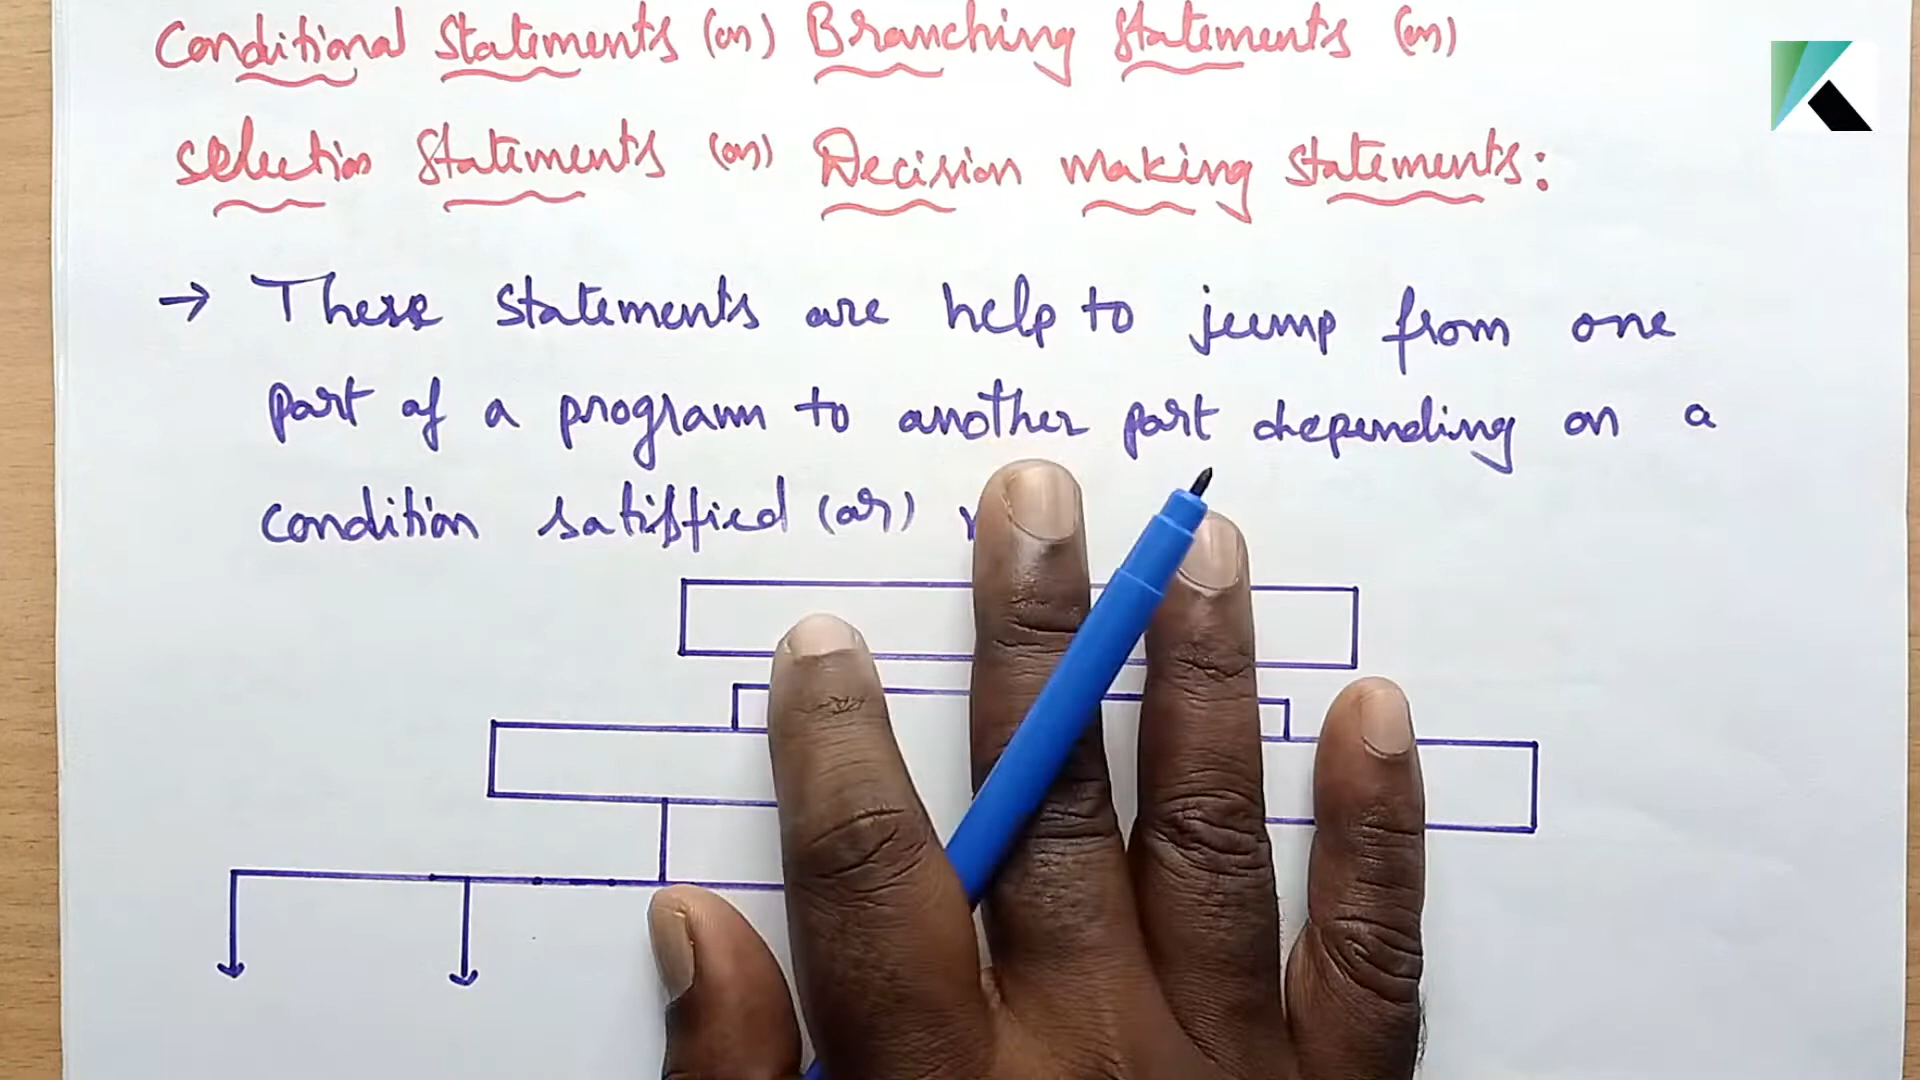 Conditional Statements (or) Branching Statements (or)
Selection Statements (or) Decision making Statements:
→ These statements are help to jump from one
part of a program to another part depending on a
condition satisfied (or)